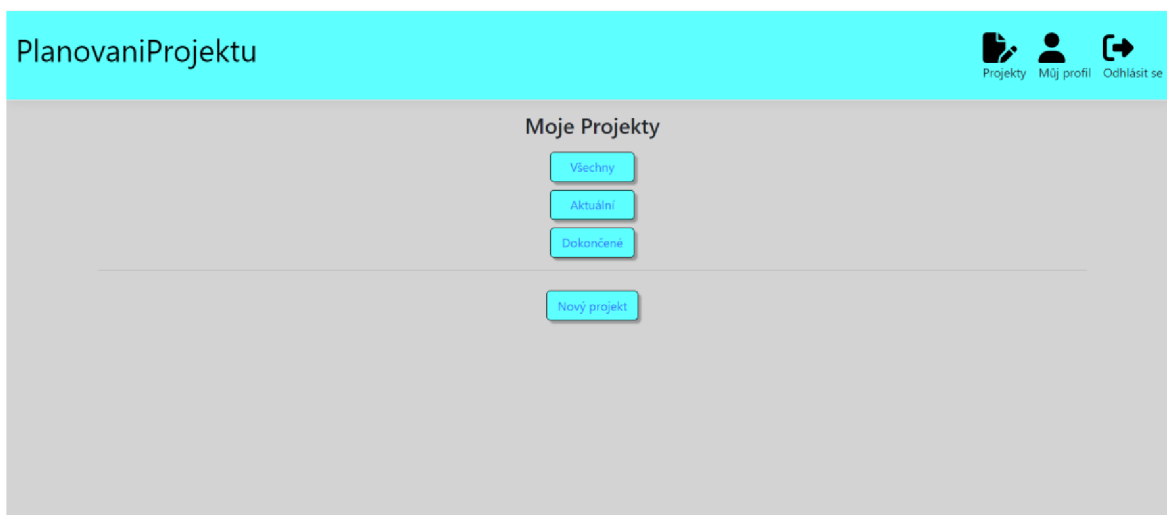 PlanovaniProjektu
Projekty Můj profil Odhlásit se
Moje Projekty
Všechny
Aktuální
Dokončené
Nový projekt